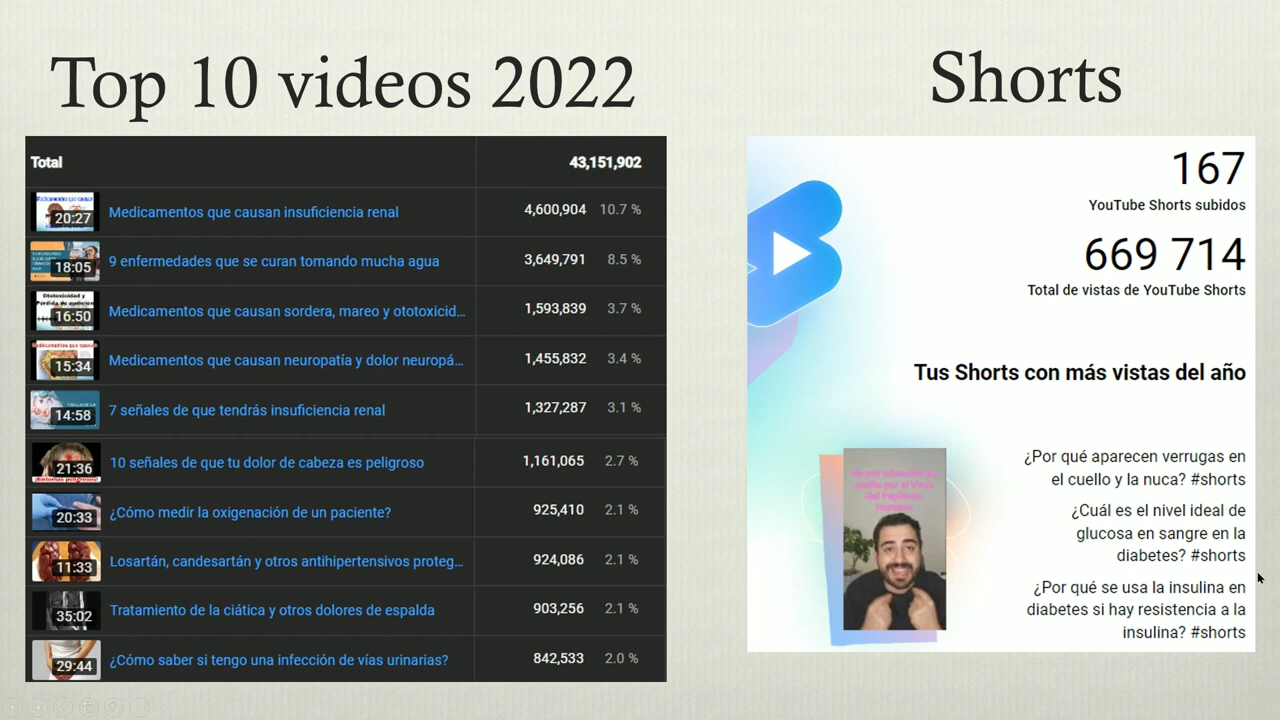 Top 10 videos 2022
Total 43,151,902
20:27 Medicamentos que causan insuficiencia renal 4,600,904 10.7 %
18:05 9 enfermedades que se curan tomando mucha agua 3,649,791 8.5 %
Ototoxicidad y
16:50 Medicamentos que causan sordera, mareo y ototoxicid... 1,593,839 3.7 %
15:34 Medicamentos que causan neuropatía y dolor neuropá... 1,455,832 3.4 %
14:58 7 señales de que tendrás insuficiencia renal 1,327,287 3.1 %
21:36 10 señales de que tu dolor de cabeza es peligroso 1,161,065 2.7 %
20:33 ¿Cómo medir la oxigenación de un paciente? 925,410 2.1 %
11:33 Losartán, candesartán y otros antihipertensivos proteg... 924,086 2.1 %
35:02 Tratamiento de la ciática y otros dolores de espalda 903,256 2.1 %
29:44 ¿Cómo saber si tengo una infección de vías urinarias? 842,533 2.0 %
Shorts
167
YouTube Shorts subidos
669 714
Total de vistas de YouTube Shorts
Tus Shorts con más vistas del año
¿Por qué aparecen verrugas en
el cuello y la nuca? #shorts
¿Cuál es el nivel ideal de
glucosa en sangre en la
diabetes? #shorts
¿Por qué se usa la insulina en
diabetes si hay resistencia a la
insulina? #shorts